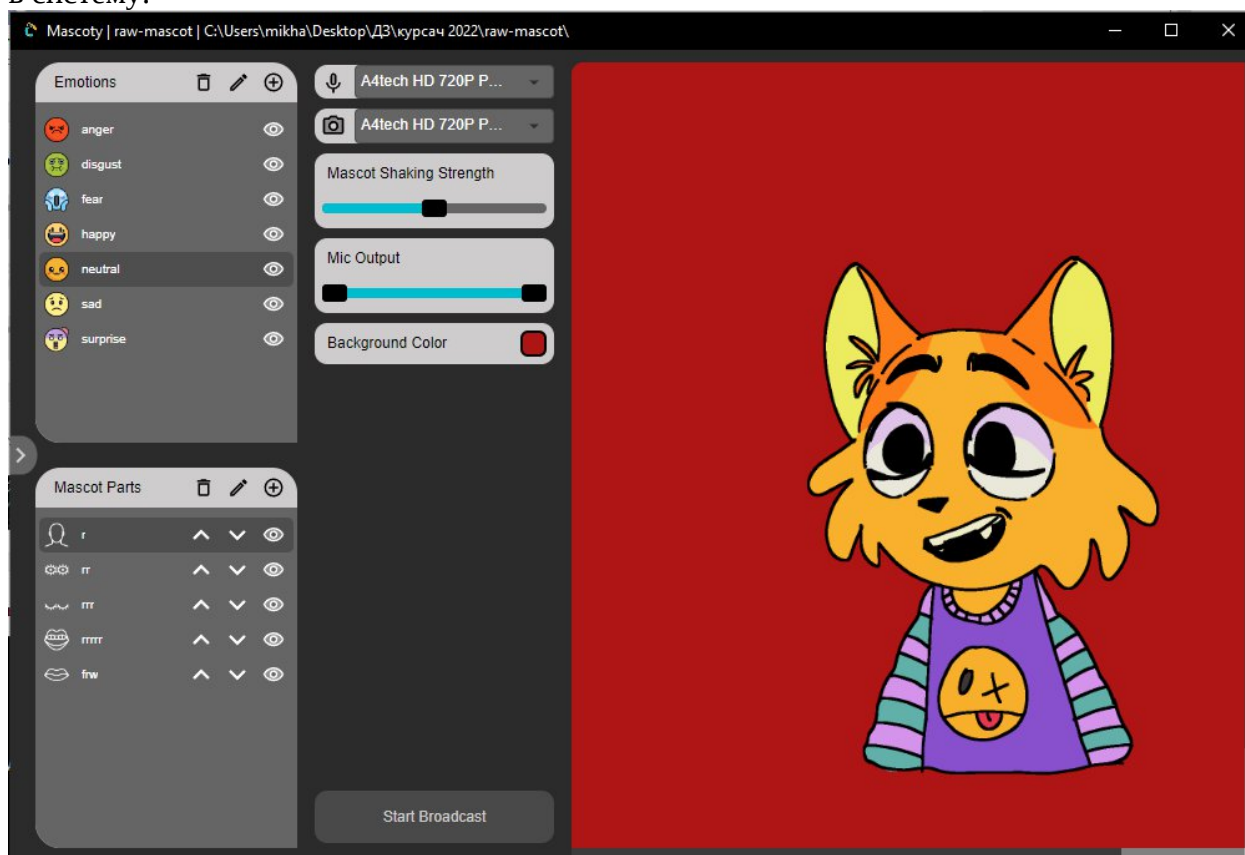 в систему.
Mascoty | raw-mascot | C:\Users\mikha\Desktop\ДЗ\курсач 2022\raw-mascot\
Emotions
anger
disgust
fear
happy
neutral
sad
surprise
Mascot Parts
r
rr
rrr
rrrrr
frw
A4tech HD 720P P...
A4tech HD 720P P...
Mascot Shaking Strength
Mic Output
Background Color
Start Broadcast